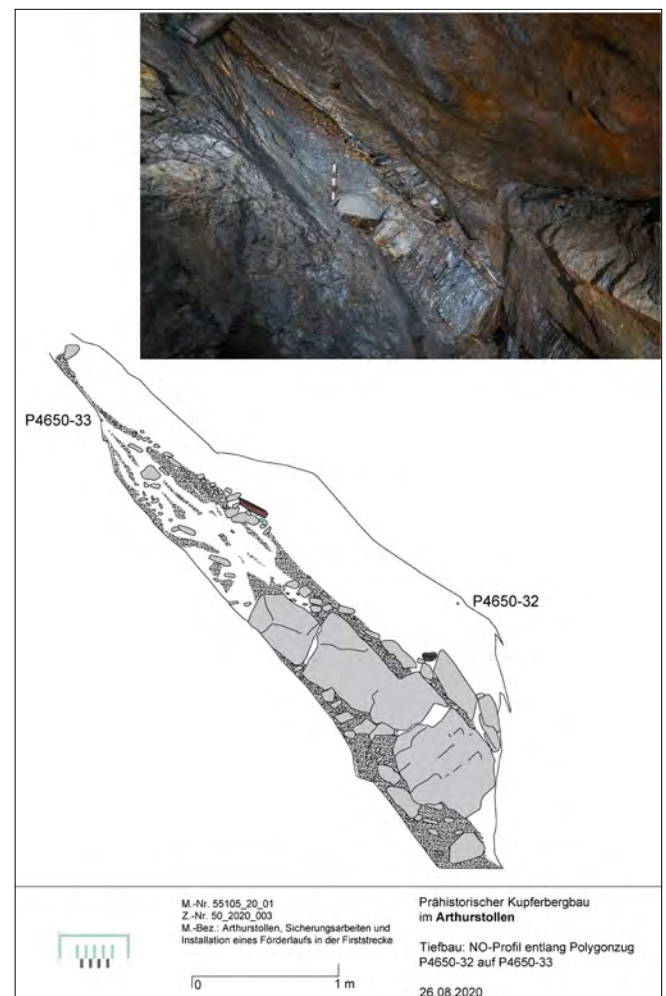 P4650-33
P4650-32
M.-Nr. 55105_20_01
Z.-Nr. 50_2020_003
M.-Bez.: Arthurstollen, Sicherungsarbeiten und
Installation eines Förderlaufs in der Firststrecke
0 1 m
Prähistorischer Kupferbergbau
im Arthurstollen
Tiefbau: NO-Profil entlang Polygonzug
P4650-32 auf P4650-33
26.08.2020